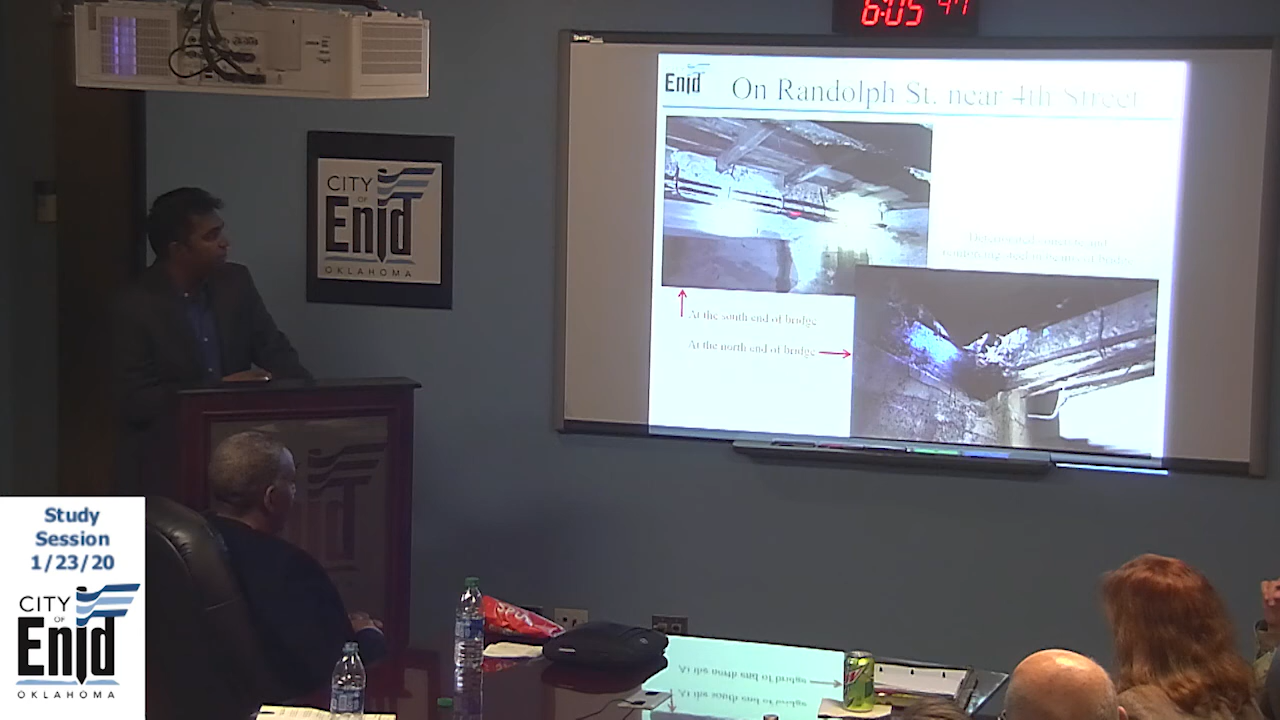 6:05 47
Enid
On Randolph St. near 4th Street
CITY
OF
Enid
OKLAHOMA
At the south end of bridge
At the north end of bridge
Study
Session
1/23/20
CITY
OF
Enid
OKLAHOMA